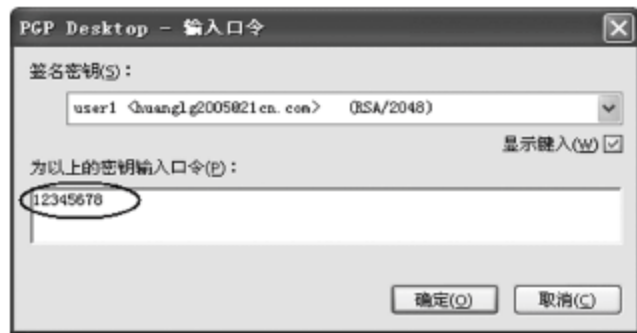 PGP Desktop - 输入口令
签名密钥(S):
user1 <huanglg2005@21cn.com> (RSA/2048)
显示键入(W)
为以上的密钥输入口令(P):
12345678
确定(O) 取消(C)